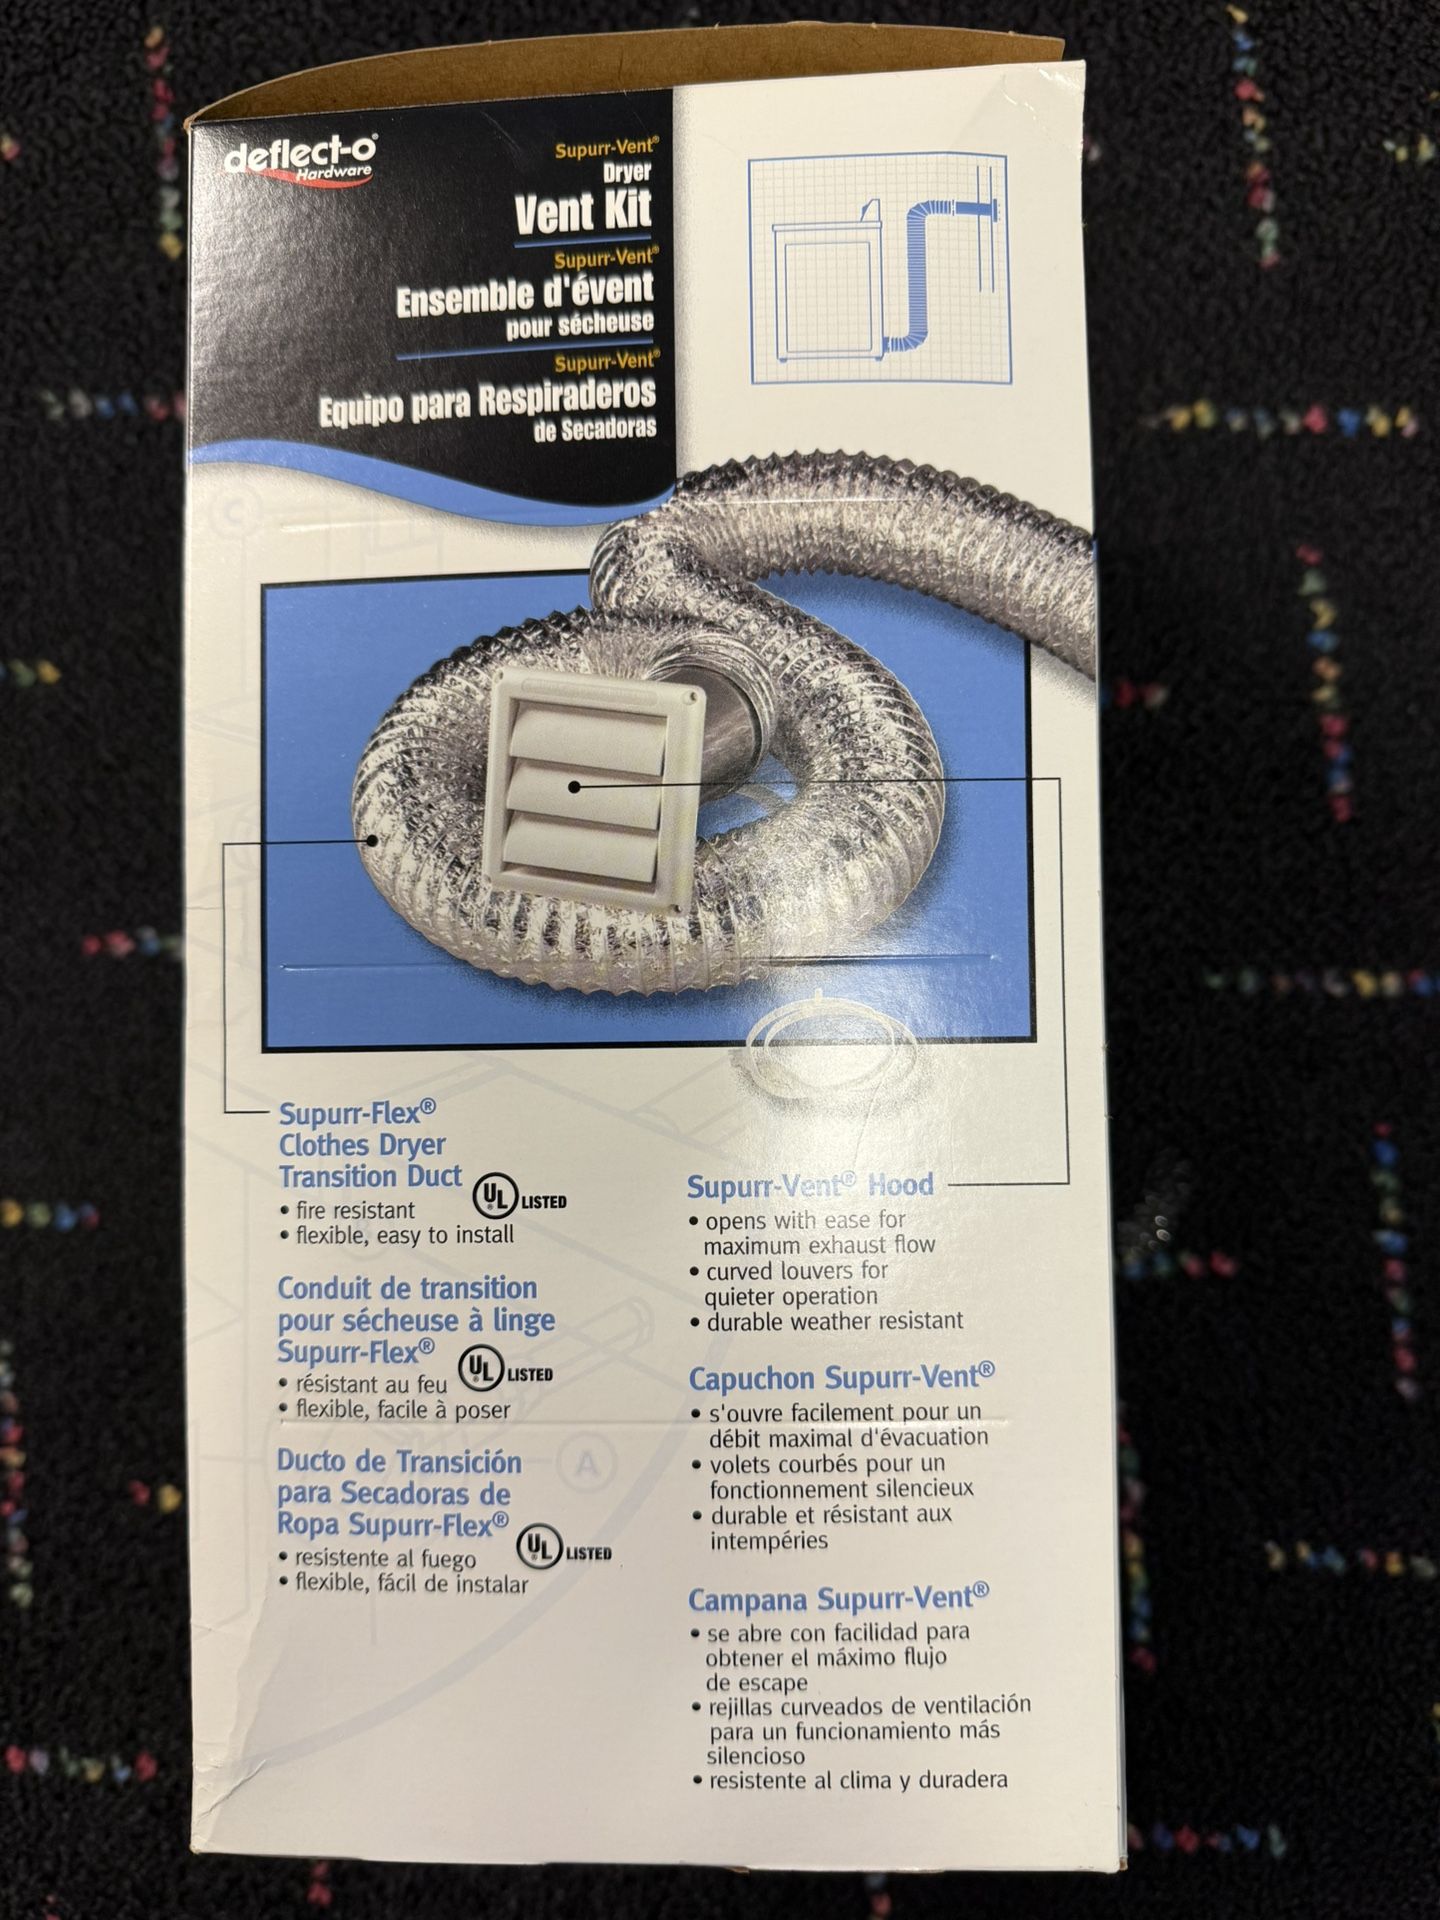 deflect-o®
Hardware
Supurr-Vent®
Dryer
Vent Kit
Supurr-Vent®
Ensemble d'évent
pour sécheuse
Supurr-Vent®
Equipo para Respiraderos
de Secadoras
C
Supurr-Flex®
Clothes Dryer
Transition Duct
UL® LISTED
• fire resistant
• flexible, easy to install
Conduit de transition
pour sécheuse à linge
Supurr-Flex®
UL® LISTED
• résistant au feu
• flexible, facile à poser
Ducto de Transición
para Secadoras de
Ropa Supurr-Flex®
UL® LISTED
• resistente al fuego
• flexible, fácil de instalar
A
Supurr-Vent® Hood
• opens with ease for
maximum exhaust flow
• curved louvers for
quieter operation
• durable weather resistant
Capuchon Supurr-Vent®
• s'ouvre facilement pour un
débit maximal d'évacuation
• volets courbés pour un
fonctionnement silencieux
• durable et résistant aux
intempéries
Campana Supurr-Vent®
• se abre con facilidad para
obtener el máximo flujo
de escape
• rejillas curveados de ventilación
para un funcionamiento más
silencioso
• resistente al clima y duradera